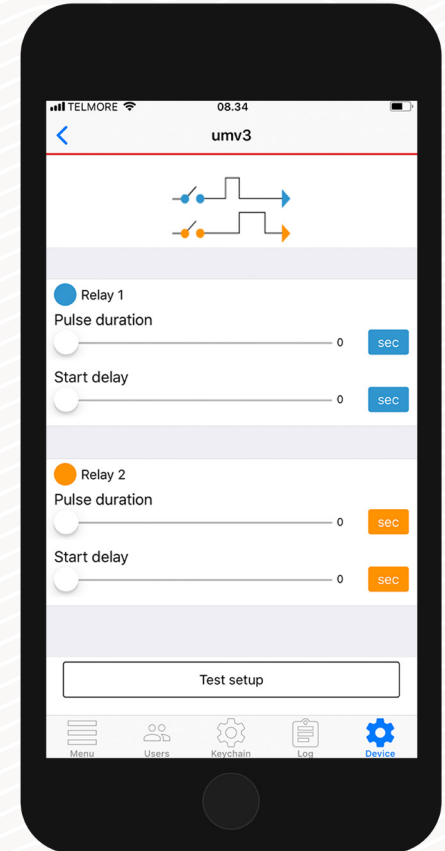 TELMORE 08.34
umv3
Relay 1
Pulse duration
0 sec
Start delay
0 sec
Relay 2
Pulse duration
0 sec
Start delay
0 sec
Test setup
Menu Users Keychain Log Device